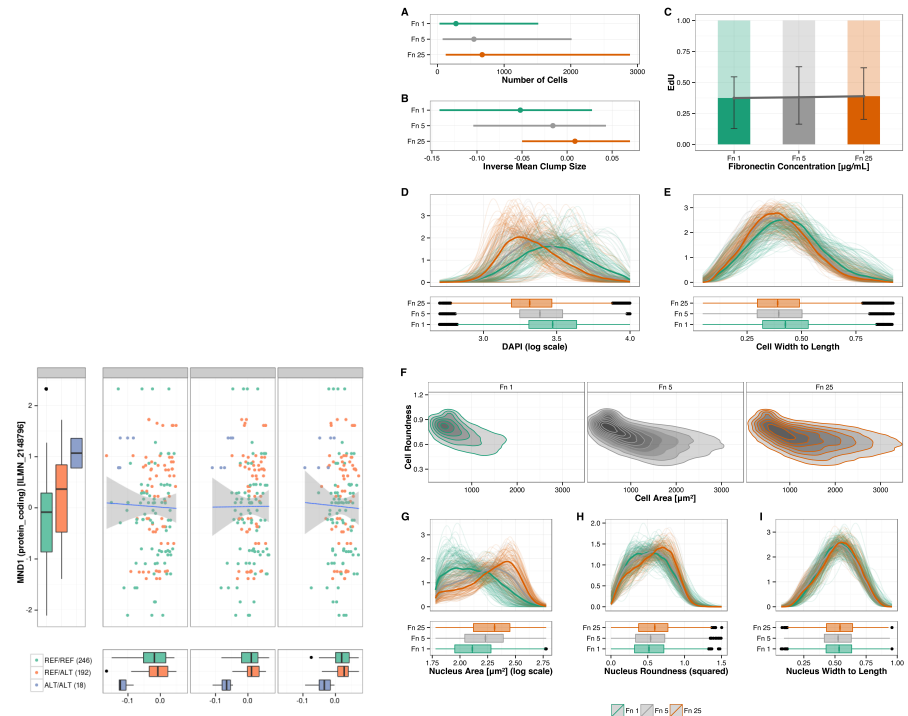 A
Fn 1
Fn 5
Fn 25
0 1000 2000 3000
Number of Cells
B
Fn 1
Fn 5
Fn 25
-0.15 -0.10 -0.05 0.00 0.05
Inverse Mean Clump Size
C
1.00
0.75
0.50
0.25
0.00
EdU
Fn 1 Fn 5 Fn 25
Fibronectin Concentration [µg/mL]
D
3
2
1
0
Fn 25
Fn 5
Fn 1
3.0 3.5 4.0
DAPI (log scale)
E
3
2
1
0
Fn 25
Fn 5
Fn 1
0.25 0.50 0.75
Cell Width to Length
MND1 (protein_coding) [ILMN_2148796]
2
1
0
-1
-2
REF/REF (246)
REF/ALT (192)
ALT/ALT (18)
-0.1 0.0 -0.1 0.0 -0.1 0.0
F
Fn 1 Fn 5 Fn 25
1.2
0.9
0.6
0.3
Cell Roundness
1000 2000 3000 1000 2000 3000 1000 2000 3000
Cell Area [µm²]
G
3
2
1
0
Fn 25
Fn 5
Fn 1
1.75 2.00 2.25 2.50 2.75
Nucleus Area [µm²] (log scale)
H
2.0
1.5
1.0
0.5
0.0
Fn 25
Fn 5
Fn 1
0.0 0.5 1.0 1.5
Nucleus Roundness (squared)
I
3
2
1
0
Fn 25
Fn 5
Fn 1
0.00 0.25 0.50 0.75 1.00
Nucleus Width to Length
Fn 1 Fn 5 Fn 25